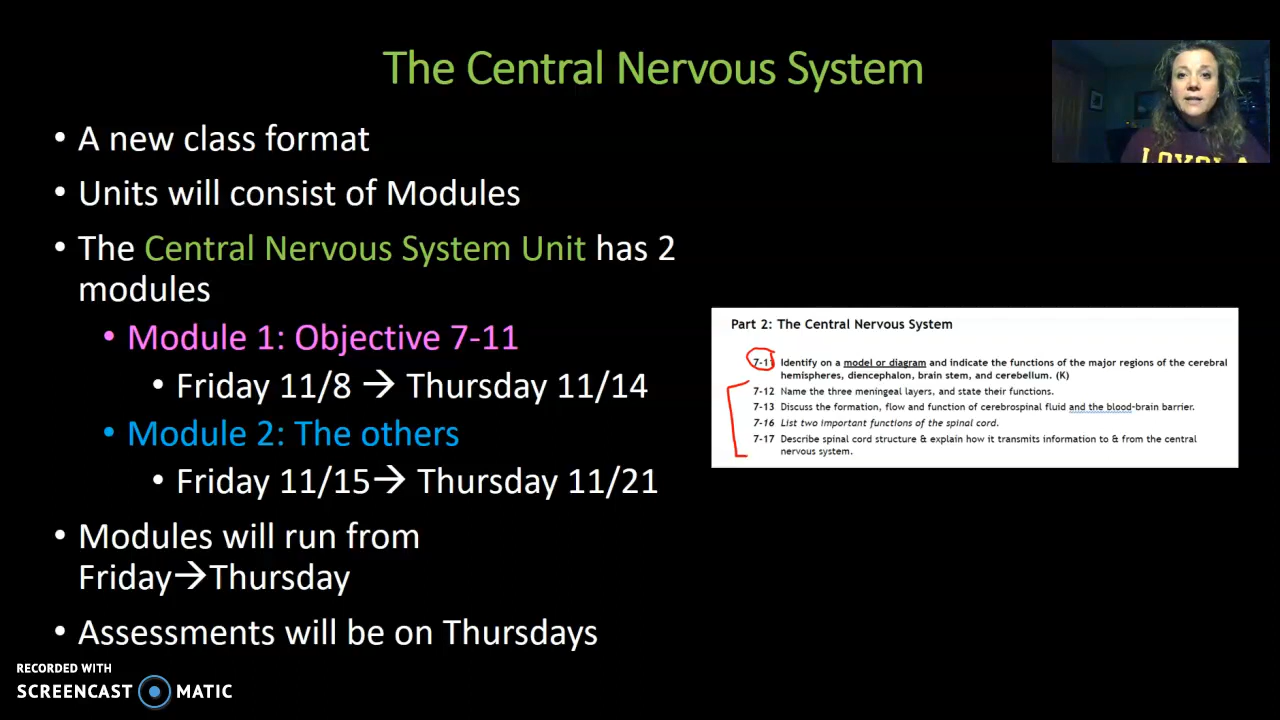 The Central Nervous System
• A new class format
• Units will consist of Modules
• The Central Nervous System Unit has 2
modules
• Module 1: Objective 7-11
• Friday 11/8 → Thursday 11/14
• Module 2: The others
• Friday 11/15→ Thursday 11/21
• Modules will run from
Friday→Thursday
• Assessments will be on Thursdays
LOYOLA
Part 2: The Central Nervous System
7-11 Identify on a model or diagram and indicate the functions of the major regions of the cerebral
hemispheres, diencephalon, brain stem, and cerebellum. (K)
7-12 Name the three meningeal layers, and state their functions.
7-13 Discuss the formation, flow and function of cerebrospinal fluid and the blood-brain barrier.
7-16 List two important functions of the spinal cord.
7-17 Describe spinal cord structure & explain how it transmits information to & from the central
nervous system.
RECORDED WITH
SCREENCAST MATIC